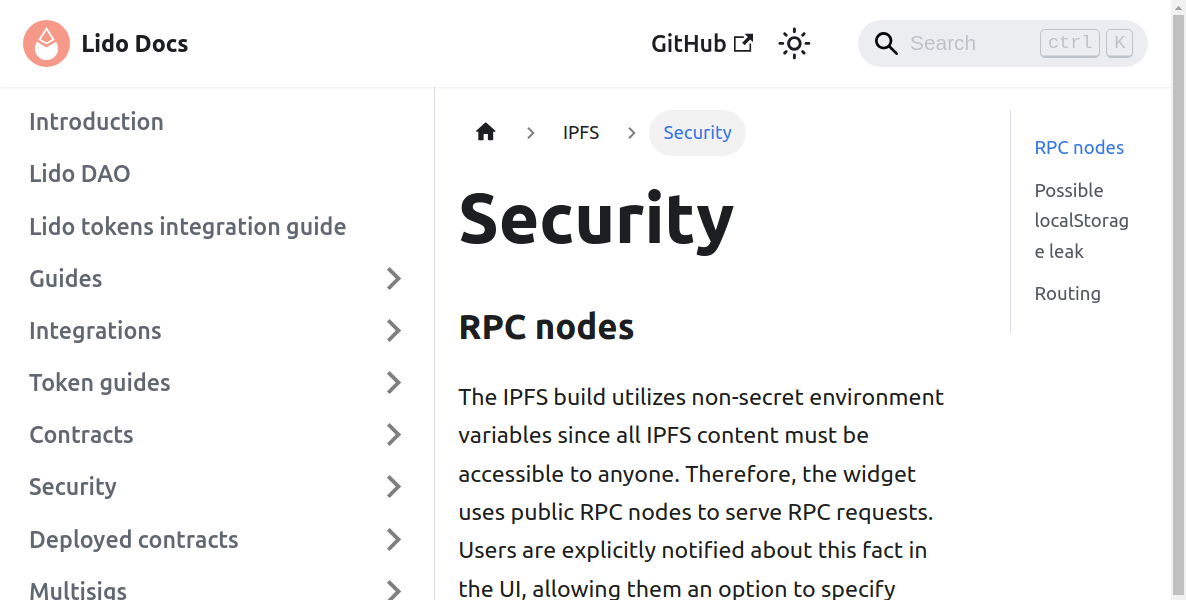 Lido Docs
GitHub
Search
ctrl K
Introduction
Lido DAO
Lido tokens integration guide
Guides
Integrations
Token guides
Contracts
Security
Deployed contracts
Multisigs
IPFS
Security
Security
RPC nodes
The IPFS build utilizes non-secret environment
variables since all IPFS content must be
accessible to anyone. Therefore, the widget
uses public RPC nodes to serve RPC requests.
Users are explicitly notified about this fact in
the UI, allowing them an option to specify
RPC nodes
Possible
localStorag
e leak
Routing